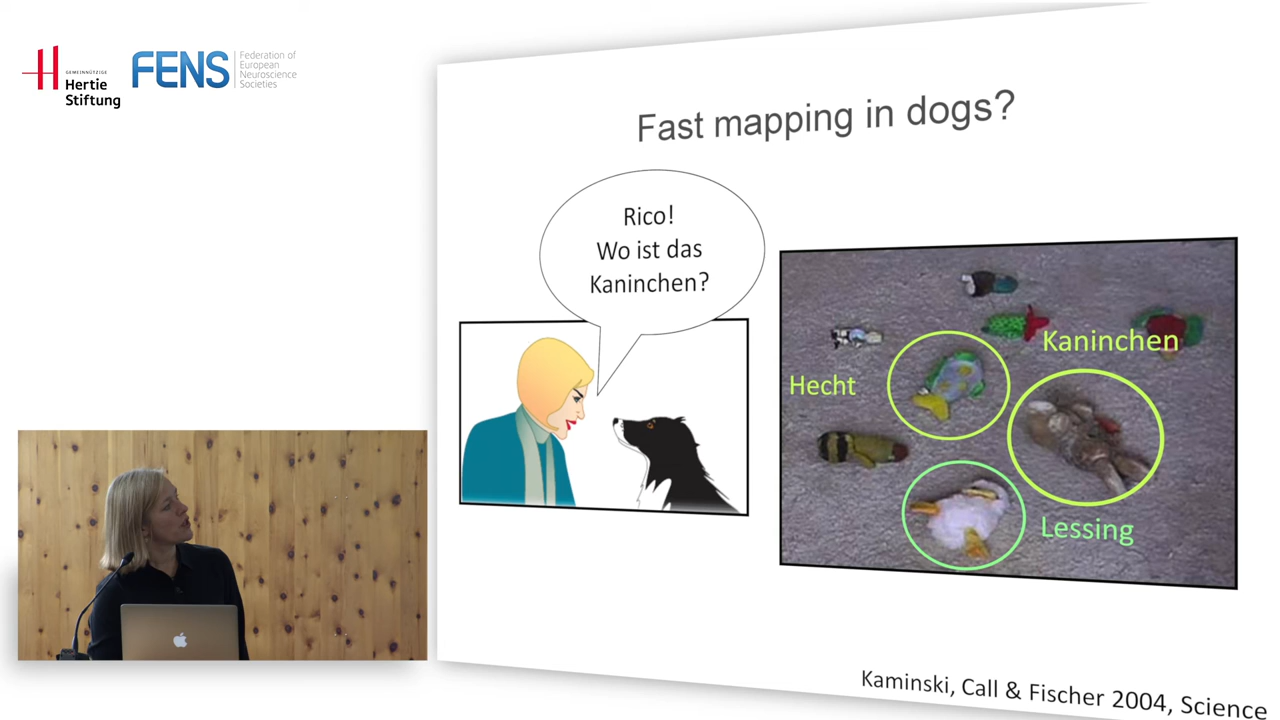 GEMEINNÜTZIGE
Hertie
Stiftung
FENS
Federation of
European
Neuroscience
Societies
Fast mapping in dogs?
Rico!
Wo ist das
Kaninchen?
Kaninchen
Hecht
Lessing
Kaminski, Call & Fischer 2004, Science